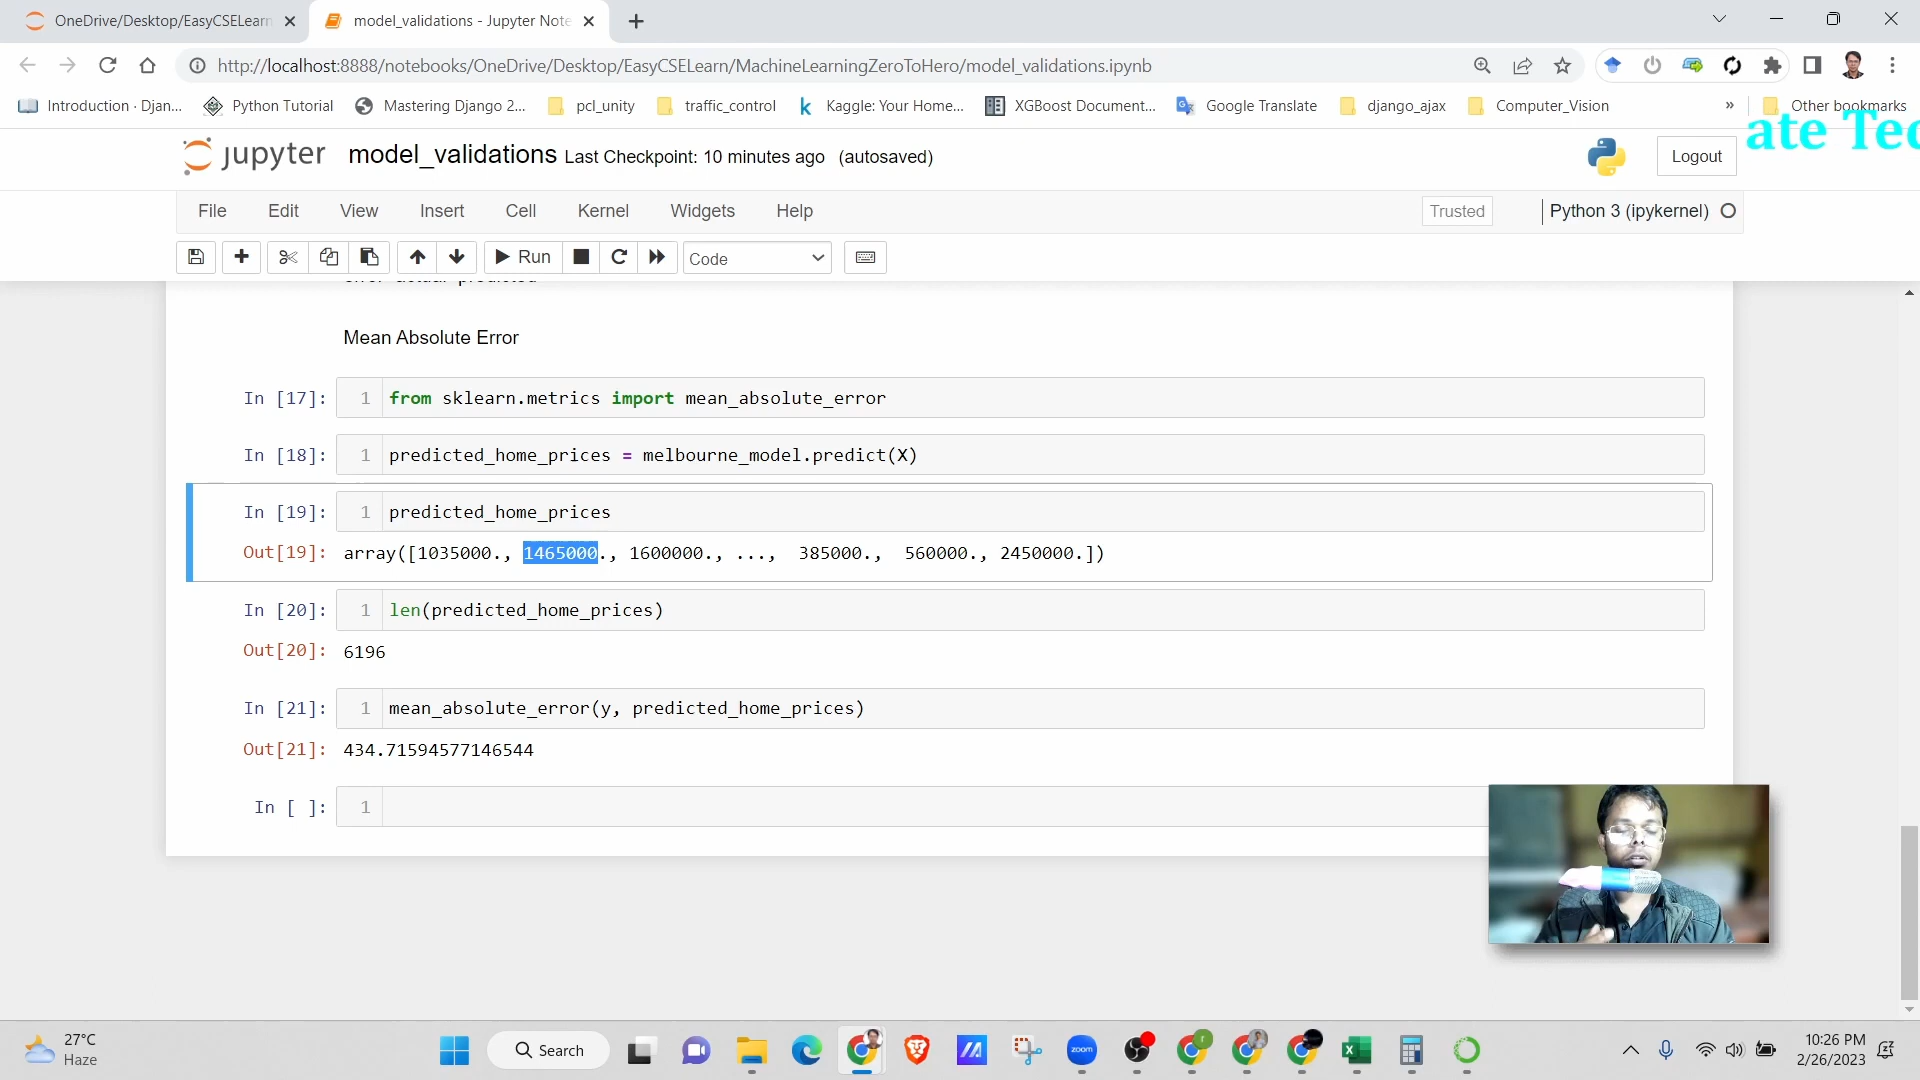 OneDrive/Desktop/EasyCSELearn
model_validations - Jupyter Note
http://localhost:8888/notebooks/OneDrive/Desktop/EasyCSELearn/MachineLearningZeroToHero/model_validations.ipynb
Introduction · Djan...
Python Tutorial
Mastering Django 2...
pcl_unity
traffic_control
Kaggle: Your Home...
XGBoost Document...
Google Translate
django_ajax
Computer_Vision
»
Other bookmarks
ate Tec
jupyter model_validations Last Checkpoint: 10 minutes ago (autosaved)
Logout
File Edit View Insert Cell Kernel Widgets Help
Trusted
Python 3 (ipykernel)
Run
Code
Mean Absolute Error
In [17]: 1 from sklearn.metrics import mean_absolute_error
In [18]: 1 predicted_home_prices = melbourne_model.predict(X)
In [19]: 1 predicted_home_prices
Out[19]: array([1035000., 1465000., 1600000., ..., 385000., 560000., 2450000.])
In [20]: 1 len(predicted_home_prices)
Out[20]: 6196
In [21]: 1 mean_absolute_error(y, predicted_home_prices)
Out[21]: 434.71594577146544
In [ ]: 1
27°C
Haze
Search
zoom
10:26 PM
2/26/2023